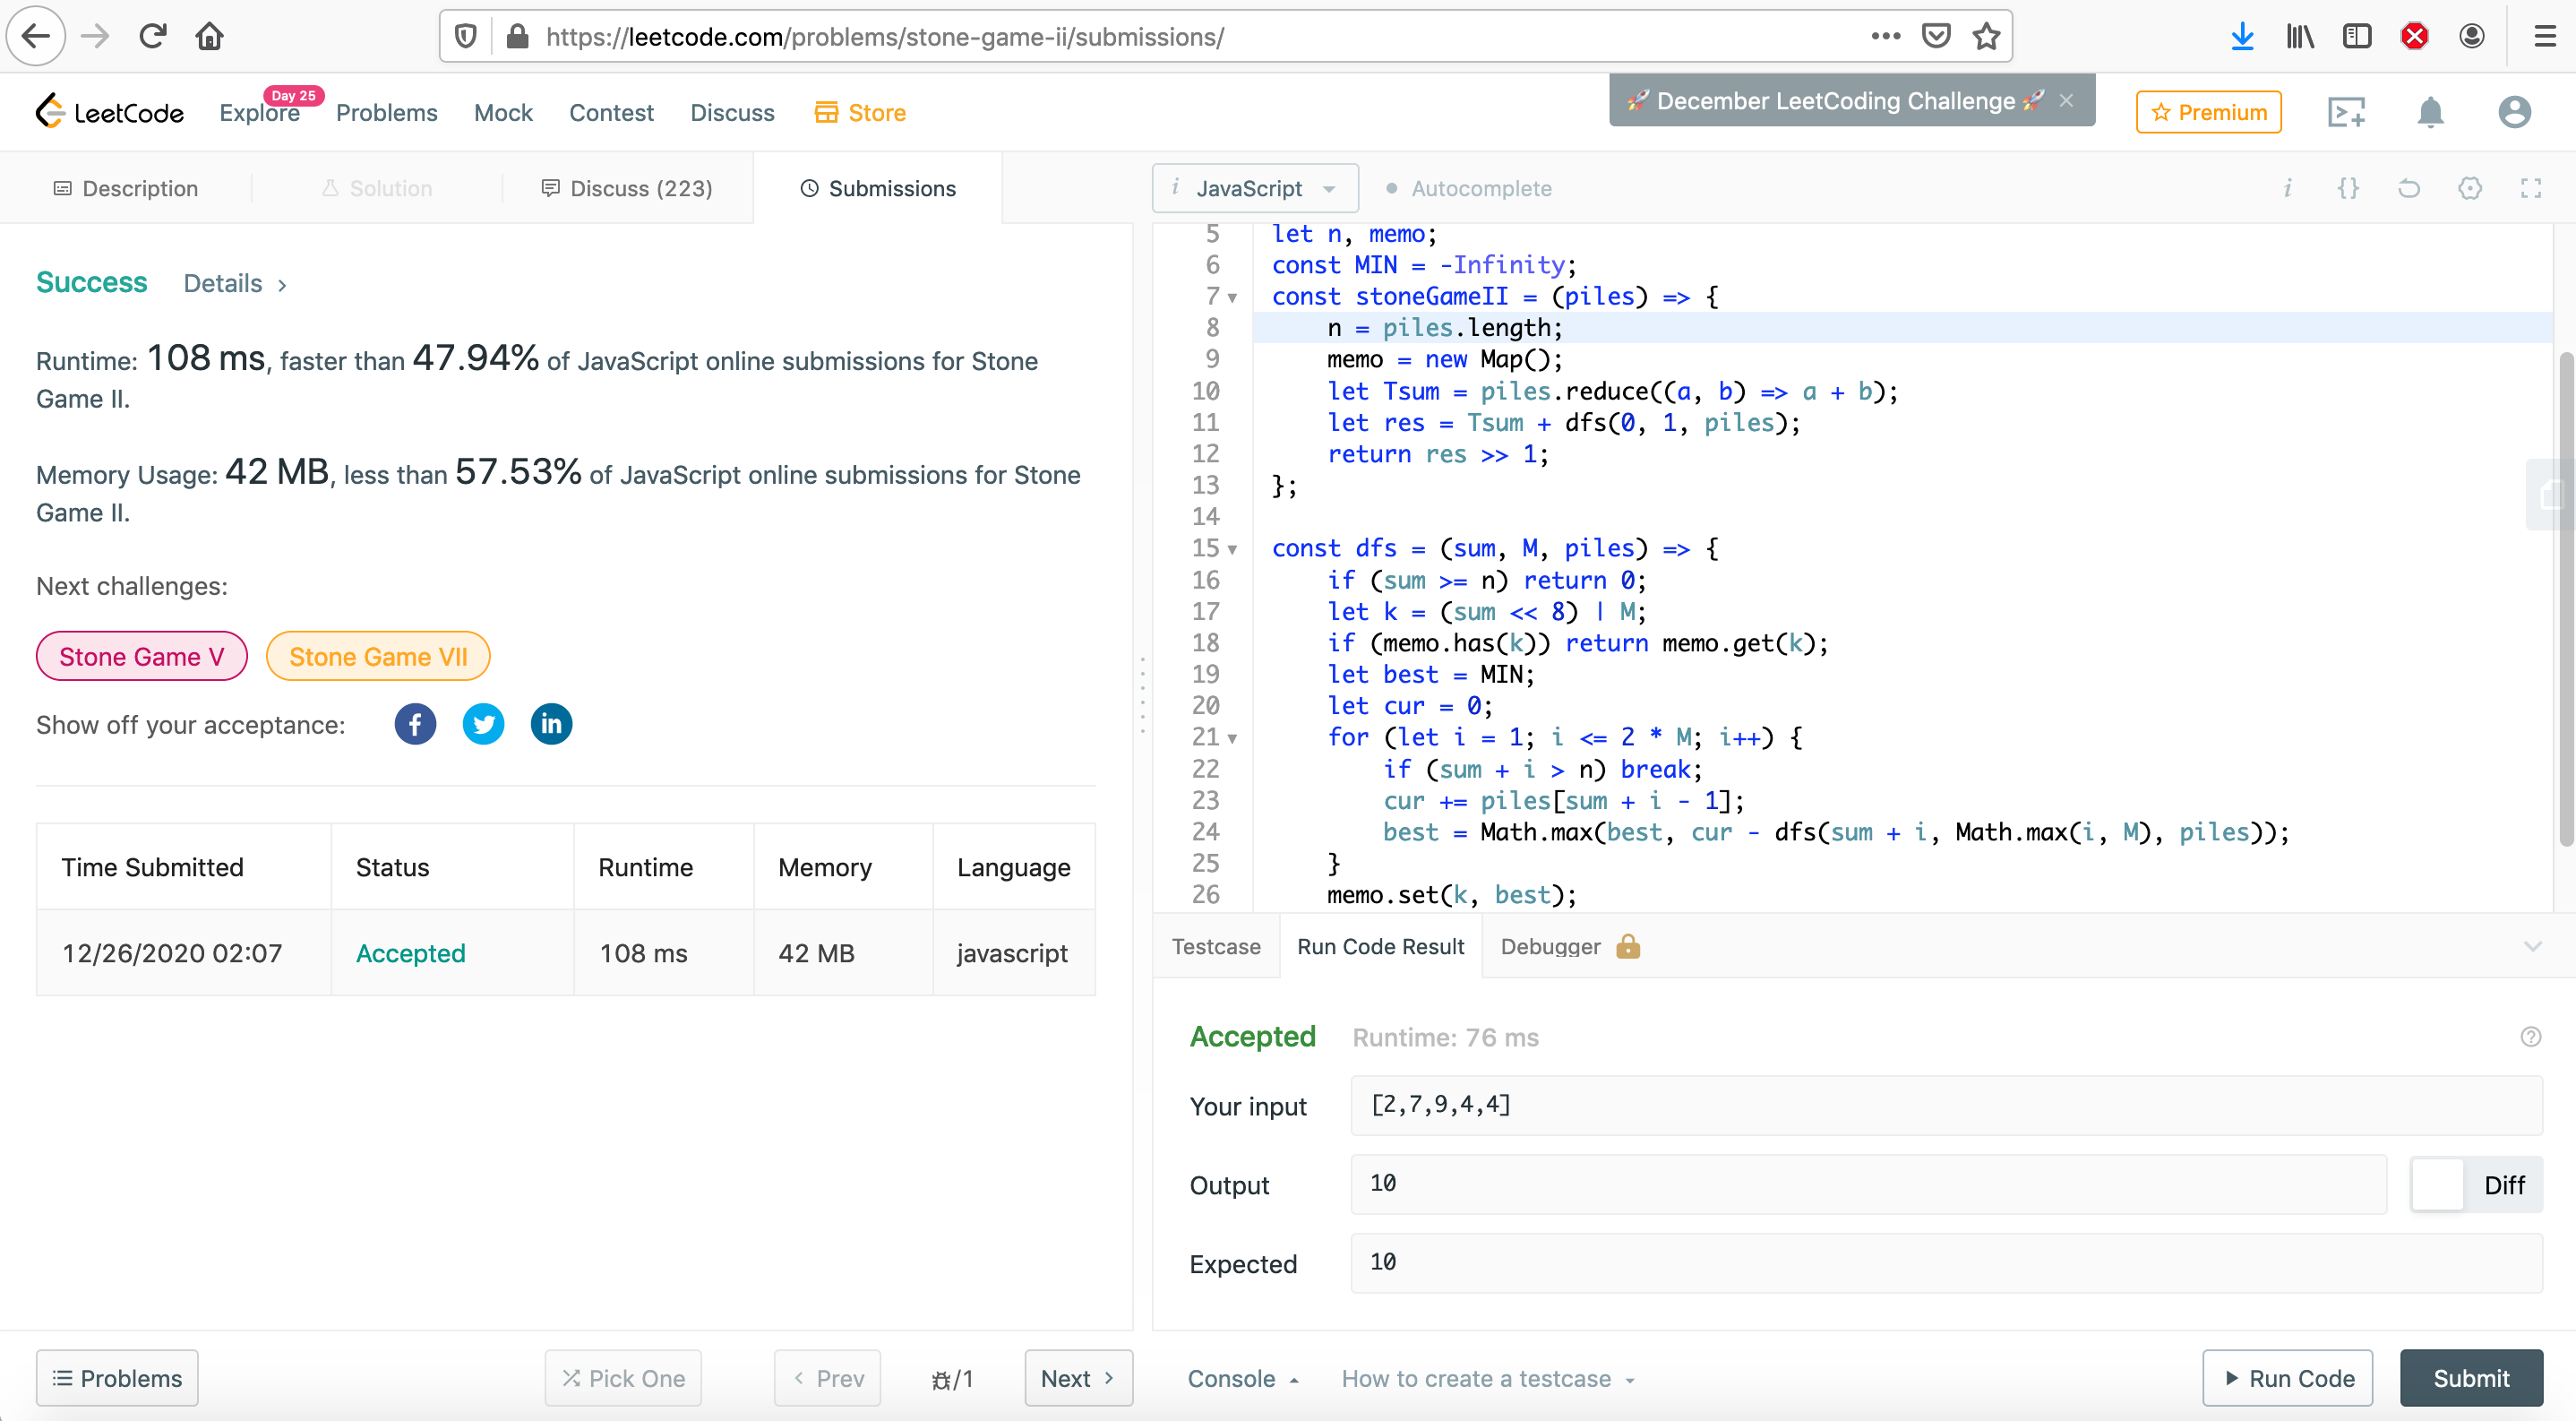 https://leetcode.com/problems/stone-game-ii/submissions/
LeetCode
Explore
Day 25
Problems
Mock
Contest
Discuss
Store
🚀 December LeetCoding Challenge 🚀 ×
Premium
Description
Solution
Discuss (223)
Submissions
Success
Details >
Runtime: 108 ms, faster than 47.94% of JavaScript online submissions for Stone
Game II.
Memory Usage: 42 MB, less than 57.53% of JavaScript online submissions for Stone
Game II.
Next challenges:
Stone Game V
Stone Game VII
Show off your acceptance:
Time Submitted Status Runtime Memory Language
12/26/2020 02:07 Accepted 108 ms 42 MB javascript
Problems
Pick One
< Prev
/1
Next >
i JavaScript
Autocomplete
i {}
5 let n, memo;
6 const MIN = -Infinity;
7 const stoneGameII = (piles) => {
8     n = piles.length;
9     memo = new Map();
10     let Tsum = piles.reduce((a, b) => a + b);
11     let res = Tsum + dfs(0, 1, piles);
12     return res >> 1;
13 };
14
15 const dfs = (sum, M, piles) => {
16     if (sum >= n) return 0;
17     let k = (sum << 8) | M;
18     if (memo.has(k)) return memo.get(k);
19     let best = MIN;
20     let cur = 0;
21     for (let i = 1; i <= 2 * M; i++) {
22         if (sum + i > n) break;
23         cur += piles[sum + i - 1];
24         best = Math.max(best, cur - dfs(sum + i, Math.max(i, M), piles));
25     }
26     memo.set(k, best);
Testcase
Run Code Result
Debugger
Accepted
Runtime: 76 ms
Your input
[2,7,9,4,4]
Output
10
Diff
Expected
10
Console
How to create a testcase
Run Code
Submit